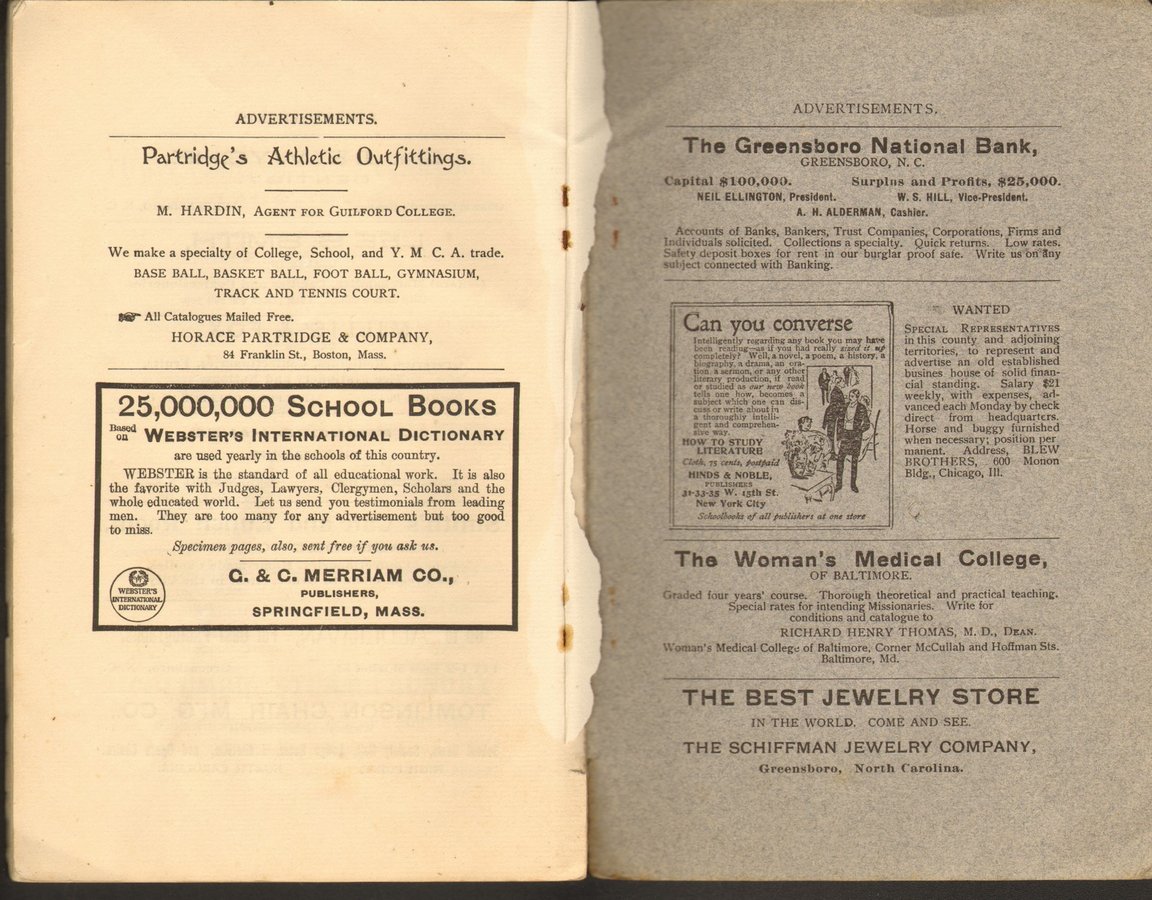 ADVERTISEMENTS.
Partridge's Athletic Outfittings.
M. HARDIN, AGENT FOR GUILFORD COLLEGE.
We make a specialty of College, School, and Y. M. C. A. trade.
BASE BALL, BASKET BALL, FOOT BALL, GYMNASIUM,
TRACK AND TENNIS COURT.
☛ All Catalogues Mailed Free.
HORACE PARTRIDGE & COMPANY,
84 Franklin St., Boston, Mass.
25,000,000 SCHOOL BOOKS
Based on WEBSTER'S INTERNATIONAL DICTIONARY
are used yearly in the schools of this country.
WEBSTER is the standard of all educational work. It is also
the favorite with Judges, Lawyers, Clergymen, Scholars and the
whole educated world. Let us send you testimonials from leading
men. They are too many for any advertisement but too good
to miss.
Specimen pages, also, sent free if you ask us.
WEBSTER'S
INTERNATIONAL
DICTIONARY
G. & C. MERRIAM CO.,
PUBLISHERS,
SPRINGFIELD, MASS.
ADVERTISEMENTS.
The Greensboro National Bank,
GREENSBORO, N. C.
Capital $100,000. Surplus and Profits, $25,000.
NEIL ELLINGTON, President. W. S. HILL, Vice-President.
A. H. ALDERMAN, Cashier.
Accounts of Banks, Bankers, Trust Companies, Corporations, Firms and
Individuals solicited. Collections a specialty. Quick returns. Low rates.
Safety deposit boxes for rent in our burglar proof safe. Write us on any
subject connected with Banking.
Can you converse
Intelligently regarding any book you may have
been reading—as if you had really sized it up
completely? Well, a novel, a poem, a history, a
biography, a drama, an ora-
tion, a sermon, or any other
literary production, if read
or studied as our new book
tells one how, becomes a
subject which one can dis-
cuss or write about in
a thoroughly intelli-
gent and comprehen-
sive way.
HOW TO STUDY
LITERATURE
Cloth, 75 cents, postpaid
HINDS & NOBLE,
PUBLISHERS
31-33-35 W. 15th St.
New York City
Schoolbooks of all publishers at one store
WANTED
SPECIAL REPRESENTATIVES
in this county and adjoining
territories, to represent and
advertise an old established
busines house of solid finan-
cial standing. Salary $21
weekly, with expenses, ad-
vanced each Monday by check
direct from headquarters.
Horse and buggy furnished
when necessary; position per
manent. Address, BLEW
BROTHERS, 600 Monon
Bldg., Chicago, Ill.
The Woman's Medical College,
OF BALTIMORE.
Graded four years' course. Thorough theoretical and practical teaching.
Special rates for intending Missionaries. Write for
conditions and catalogue to
RICHARD HENRY THOMAS, M. D., DEAN.
Woman's Medical College of Baltimore, Corner McCullah and Hoffman Sts.
Baltimore, Md.
THE BEST JEWELRY STORE
IN THE WORLD. COME AND SEE.
THE SCHIFFMAN JEWELRY COMPANY,
Greensboro, North Carolina.